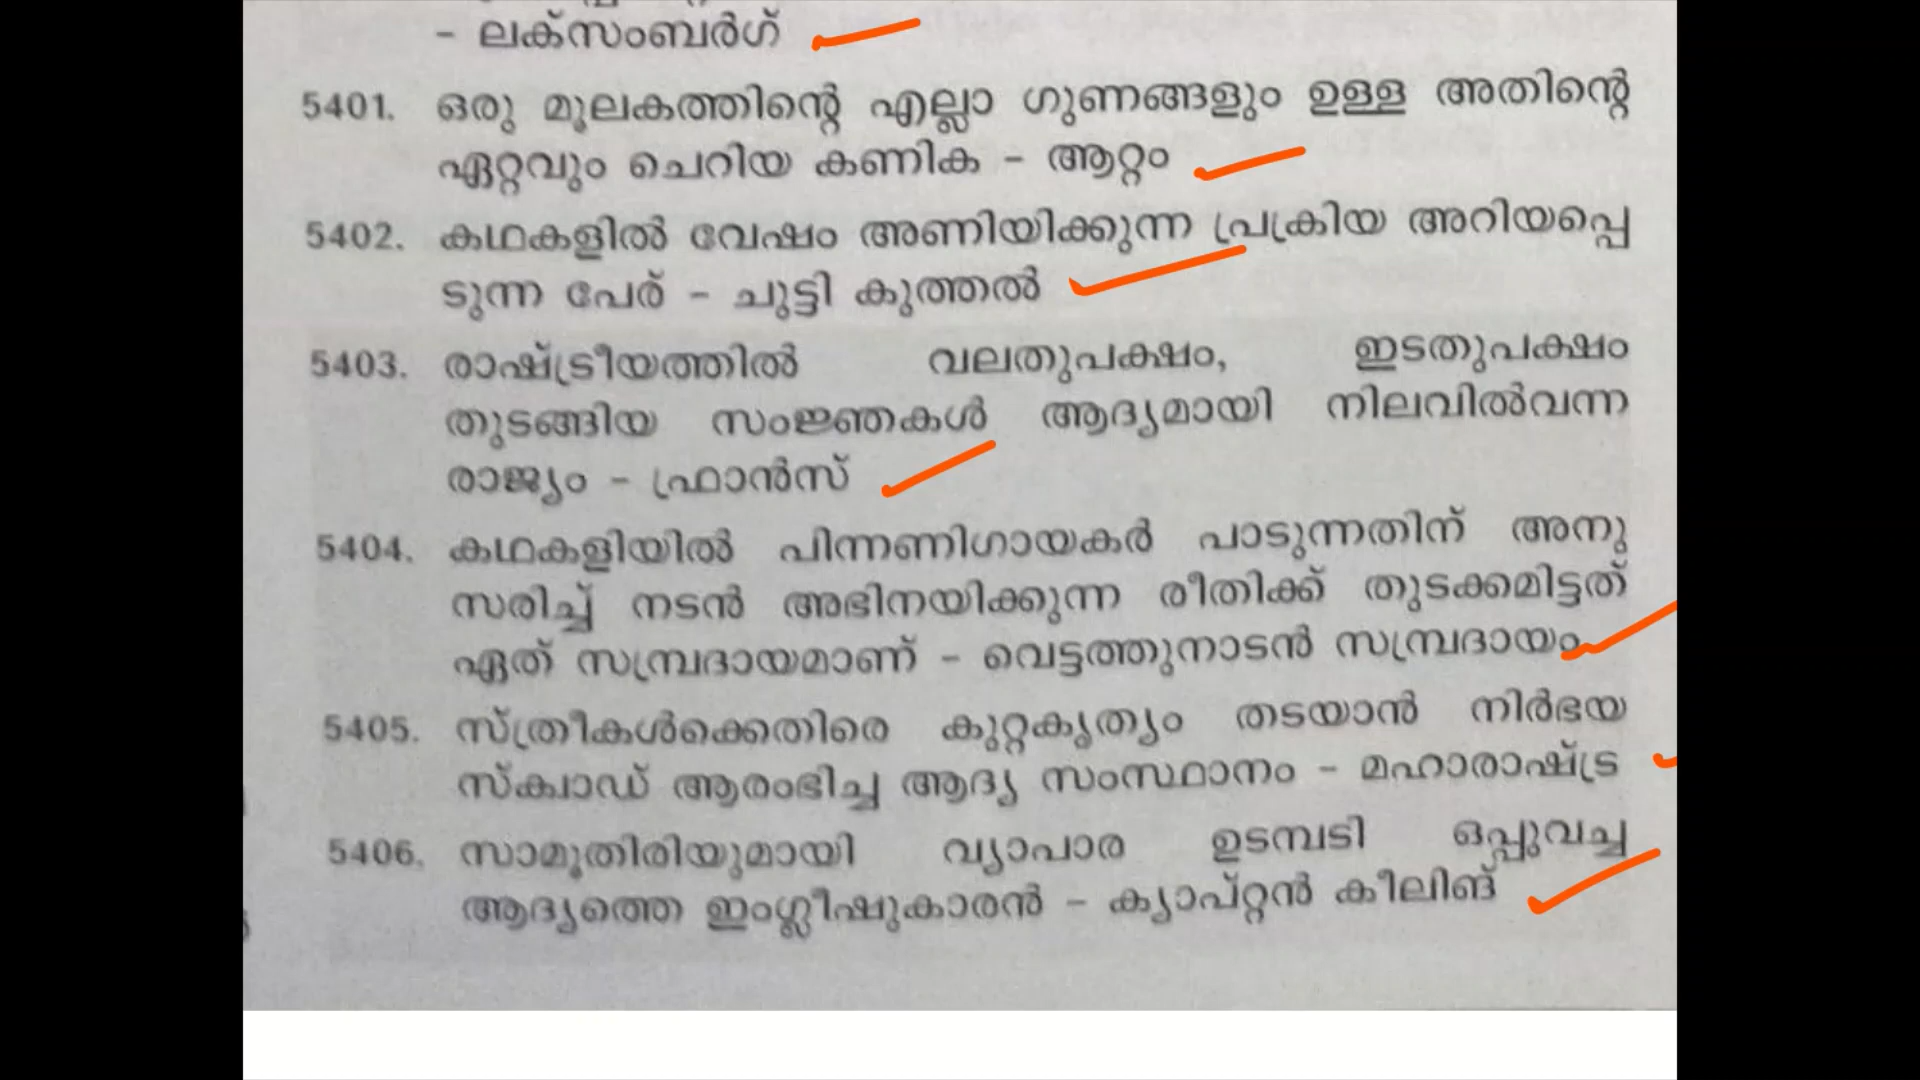 - ലക്സംബർഗ്
5401. ഒരു മൂലകത്തിന്റെ എല്ലാ ഗുണങ്ങളും ഉള്ള അതിന്റെ
ഏറ്റവും ചെറിയ കണിക - ആറ്റം
5402. കഥകളിൽ വേഷം അണിയിക്കുന്ന പ്രക്രിയ അറിയപ്പെ
ടുന്ന പേര് - ചുട്ടി കുത്തൽ
5403. രാഷ്ട്രീയത്തിൽ വലതുപക്ഷം, ഇടതുപക്ഷം
തുടങ്ങിയ സംജ്ഞകൾ ആദ്യമായി നിലവിൽവന്ന
രാജ്യം - ഫ്രാൻസ്
5404. കഥകളിയിൽ പിന്നണിഗായകർ പാടുന്നതിന് അനു
സരിച്ച് നടൻ അഭിനയിക്കുന്ന രീതിക്ക് തുടക്കമിട്ടത്
ഏത് സമ്പ്രദായമാണ് - വെട്ടത്തുനാടൻ സമ്പ്രദായം
5405. സ്ത്രീകൾക്കെതിരെ കുറ്റകൃത്യം തടയാൻ നിർഭയ
സ്ക്വാഡ് ആരംഭിച്ച ആദ്യ സംസ്ഥാനം - മഹാരാഷ്ട്ര
5406. സാമൂതിരിയുമായി വ്യാപാര ഉടമ്പടി ഒപ്പുവച്ച
ആദ്യത്തെ ഇംഗ്ലീഷുകാരൻ - ക്യാപ്റ്റൻ കീലിങ്